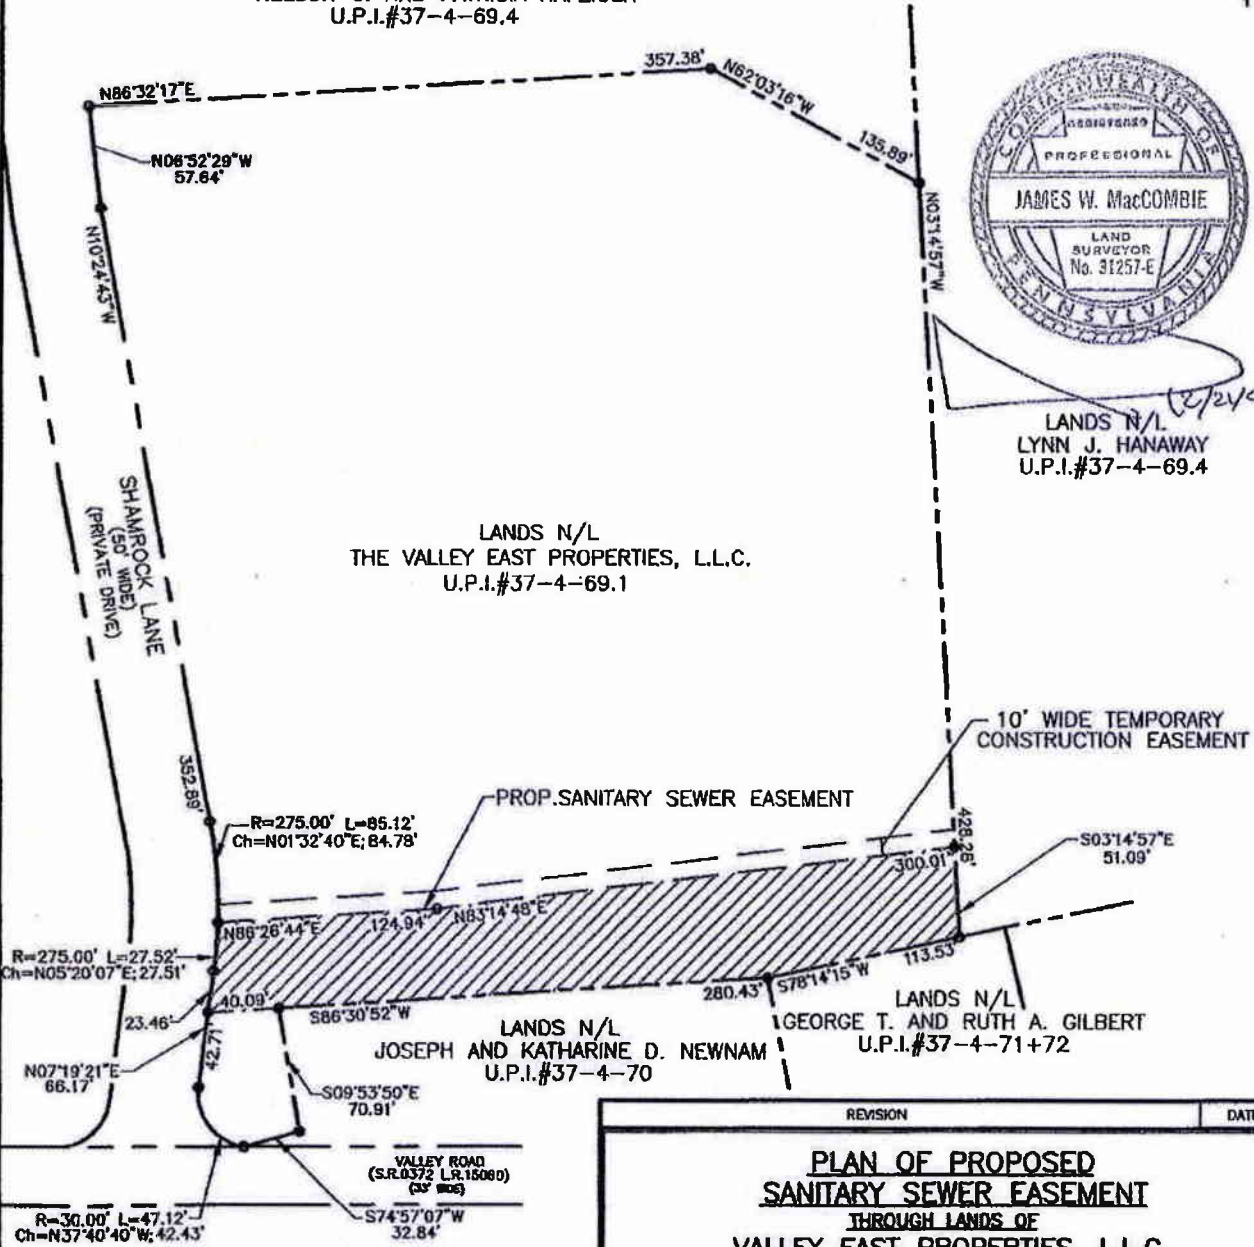 U.P.I.#37-4-69.4
357.38'
N62°03'16"W
135.89'
N86°32'17"E
N06°52'29"W
57.64'
N10°24'43"W
N03°14'57"W
COMMONWEALTH OF
REGISTERED
PROFESSIONAL
JAMES W. MacCOMBIE
LAND
SURVEYOR
No. 31257-E
PENNSYLVANIA
LANDS N/L
LYNN J. HANAWAY
U.P.I.#37-4-69.4
SHAMROCK LANE
(50' WIDE)
(PRIVATE DRIVE)
LANDS N/L
THE VALLEY EAST PROPERTIES, L.L.C.
U.P.I.#37-4-69.1
10' WIDE TEMPORARY
CONSTRUCTION EASEMENT
352.89'
PROP.SANITARY SEWER EASEMENT
R=275.00' L=85.12'
Ch=N01°32'40"E; 84.78'
428.26'
S03°14'57"E
51.09'
300.01'
N86°26'44"E
124.94'
N83°14'48"E
R=275.00' L=27.52'
Ch=N05°20'07"E; 27.51'
113.53'
S78°14'15"W
280.43'
40.09'
S86°30'52"W
23.46'
42.71'
LANDS N/L
GEORGE T. AND RUTH A. GILBERT
U.P.I.#37-4-71+72
LANDS N/L
JOSEPH AND KATHARINE D. NEWNAM
U.P.I.#37-4-70
N07°19'21"E
66.17'
S09°53'50"E
70.91'
VALLEY ROAD
(S.R.0372 L.R.15060)
(33' WIDE)
R=30.00' L=47.12'
Ch=N37°40'40"W; 42.43'
S74°57'07"W
32.84'
REVISION
PLAN OF PROPOSED
SANITARY SEWER EASEMENT
THROUGH LANDS OF
VALLEY EAST PROPERTIES, L.L.C.